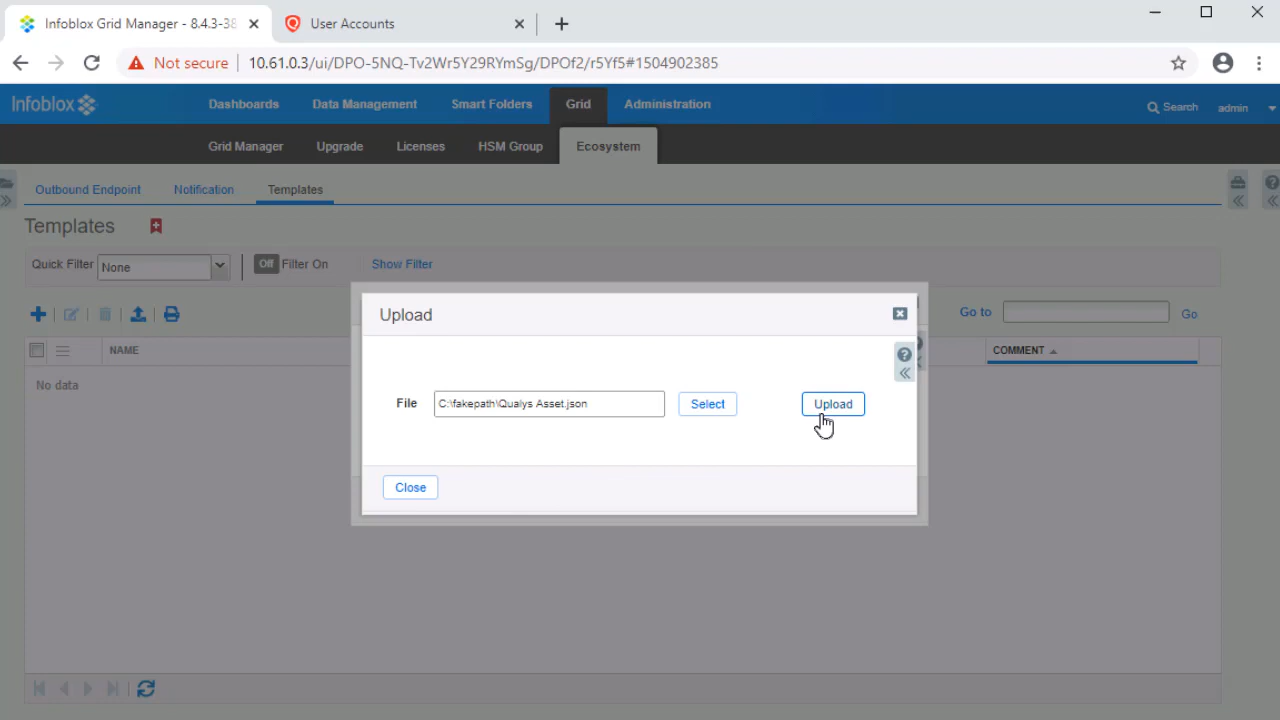 Infoblox Grid Manager - 8.4.3-38
User Accounts
Not secure
10.61.0.3/ui/DPO-5NQ-Tv2Wr5Y29RYmSg/DPOf2/r5Yf5#1504902385
Infoblox
Dashboards
Data Management
Smart Folders
Grid
Administration
Search
admin
Grid Manager
Upgrade
Licenses
HSM Group
Ecosystem
Outbound Endpoint
Notification
Templates
Templates
Quick Filter
None
Off
Filter On
Show Filter
Go to
Go
NAME
COMMENT
No data
Upload
File
C:\fakepath\Qualys Asset.json
Select
Upload
Close